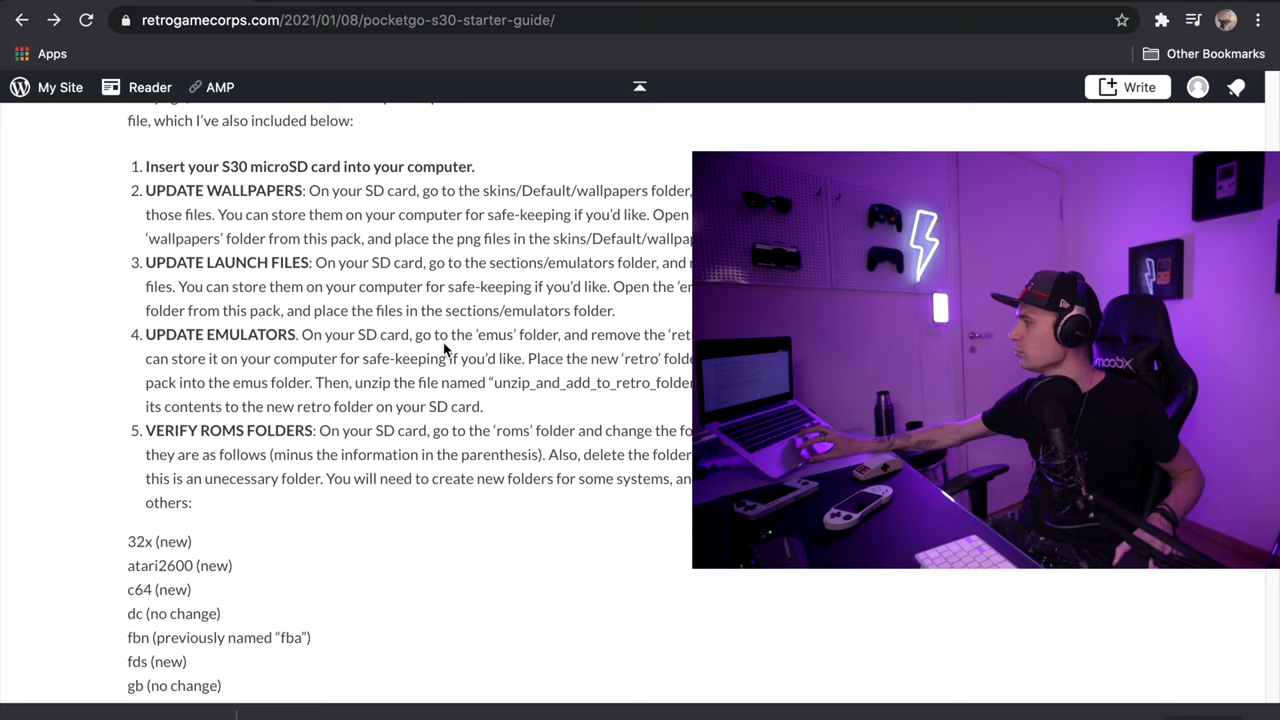 retrogamecorps.com/2021/01/08/pocketgo-s30-starter-guide/
Apps
Other Bookmarks
My Site
Reader
AMP
Write
file, which I've also included below:
1. Insert your S30 microSD card into your computer.
2. UPDATE WALLPAPERS: On your SD card, go to the skins/Default/wallpapers folder,
those files. You can store them on your computer for safe-keeping if you'd like. Open
'wallpapers' folder from this pack, and place the png files in the skins/Default/wallpap
3. UPDATE LAUNCH FILES: On your SD card, go to the sections/emulators folder, and
files. You can store them on your computer for safe-keeping if you'd like. Open the 'e
folder from this pack, and place the files in the sections/emulators folder.
4. UPDATE EMULATORS. On your SD card, go to the 'emus' folder, and remove the 'ret
can store it on your computer for safe-keeping if you'd like. Place the new 'retro' folde
pack into the emus folder. Then, unzip the file named "unzip_and_add_to_retro_folder
its contents to the new retro folder on your SD card.
5. VERIFY ROMS FOLDERS: On your SD card, go to the 'roms' folder and change the fo
they are as follows (minus the information in the parenthesis). Also, delete the folder
this is an unecessary folder. You will need to create new folders for some systems, an
others:
32x (new)
atari2600 (new)
c64 (new)
dc (no change)
fbn (previously named "fba")
fds (new)
gb (no change)
moobx